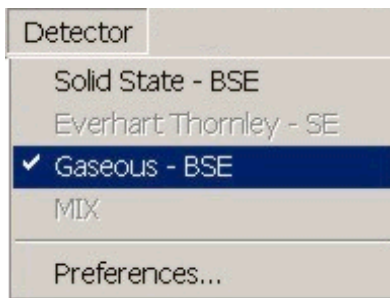 Detector
Solid State - BSE
Everhart Thornley - SE
Gaseous - BSE
MIX
Preferences...